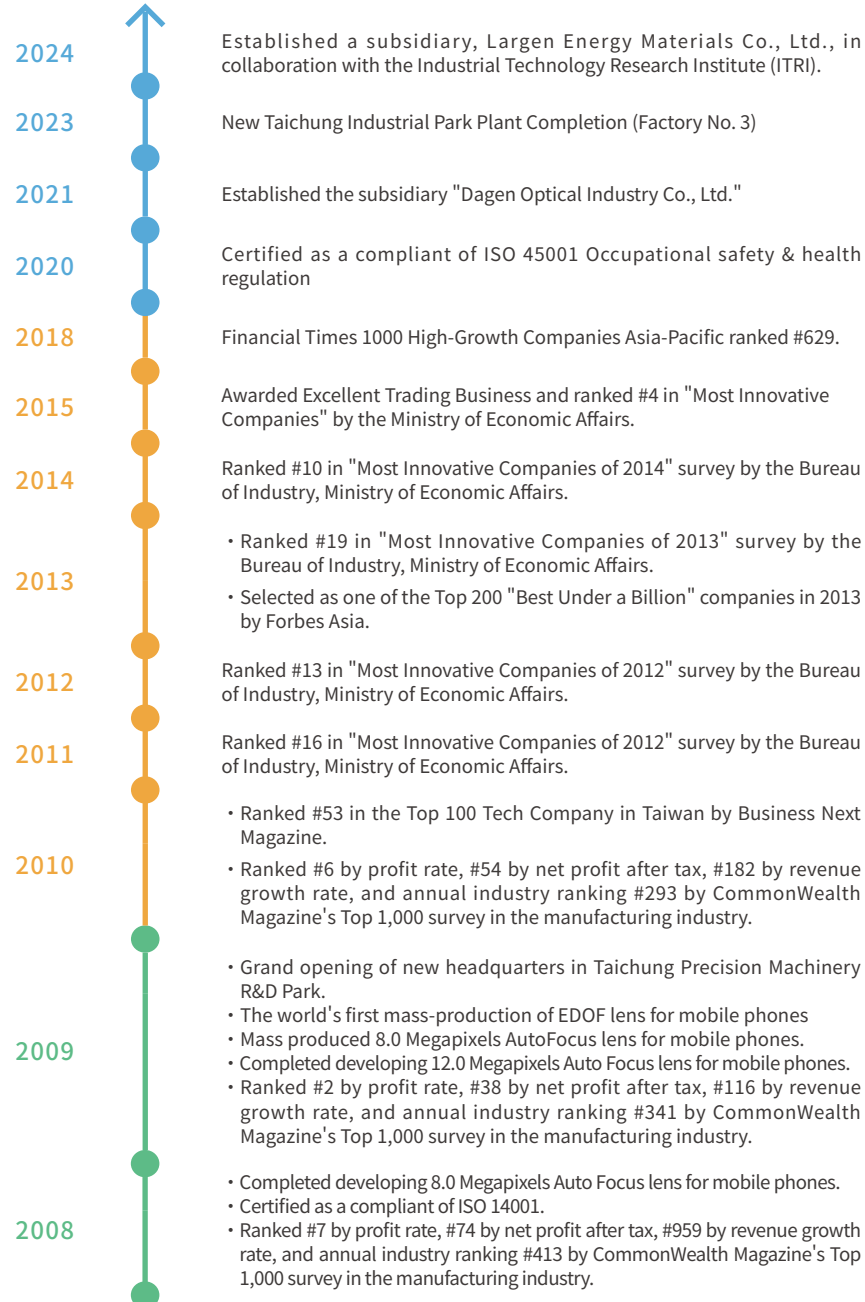 2024
Established a subsidiary, Largen Energy Materials Co., Ltd., in
collaboration with the Industrial Technology Research Institute (ITRI).
2023
New Taichung Industrial Park Plant Completion (Factory No. 3)
2021
Established the subsidiary "Dagen Optical Industry Co., Ltd."
2020
Certified as a compliant of ISO 45001 Occupational safety & health
regulation
2018
Financial Times 1000 High-Growth Companies Asia-Pacific ranked #629.
2015
Awarded Excellent Trading Business and ranked #4 in "Most Innovative
Companies" by the Ministry of Economic Affairs.
2014
Ranked #10 in "Most Innovative Companies of 2014" survey by the Bureau
of Industry, Ministry of Economic Affairs.
2013
・Ranked #19 in "Most Innovative Companies of 2013" survey by the
Bureau of Industry, Ministry of Economic Affairs.
・Selected as one of the Top 200 "Best Under a Billion" companies in 2013
by Forbes Asia.
2012
Ranked #13 in "Most Innovative Companies of 2012" survey by the Bureau
of Industry, Ministry of Economic Affairs.
2011
Ranked #16 in "Most Innovative Companies of 2012" survey by the Bureau
of Industry, Ministry of Economic Affairs.
2010
・Ranked #53 in the Top 100 Tech Company in Taiwan by Business Next
Magazine.
・Ranked #6 by profit rate, #54 by net profit after tax, #182 by revenue
growth rate, and annual industry ranking #293 by CommonWealth
Magazine's Top 1,000 survey in the manufacturing industry.
2009
・Grand opening of new headquarters in Taichung Precision Machinery
R&D Park.
・The world's first mass-production of EDOF lens for mobile phones
・Mass produced 8.0 Megapixels AutoFocus lens for mobile phones.
・Completed developing 12.0 Megapixels Auto Focus lens for mobile phones.
・Ranked #2 by profit rate, #38 by net profit after tax, #116 by revenue
growth rate, and annual industry ranking #341 by CommonWealth
Magazine's Top 1,000 survey in the manufacturing industry.
2008
・Completed developing 8.0 Megapixels Auto Focus lens for mobile phones.
・Certified as a compliant of ISO 14001.
・Ranked #7 by profit rate, #74 by net profit after tax, #959 by revenue growth
rate, and annual industry ranking #413 by CommonWealth Magazine's Top
1,000 survey in the manufacturing industry.